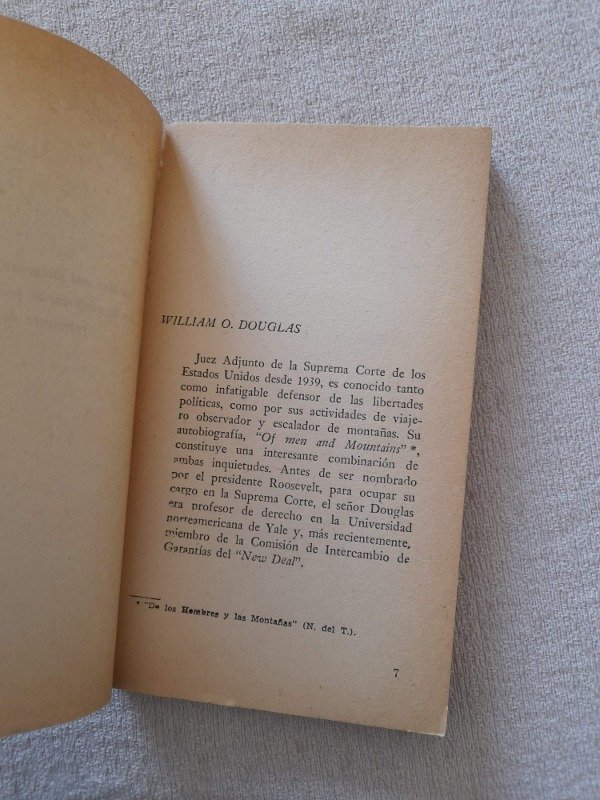 WILLIAM O. DOUGLAS
Juez Adjunto de la Suprema Corte de los
Estados Unidos desde 1939, es conocido tanto
como infatigable defensor de las libertades
políticas, como por sus actividades de viaje-
ro observador y escalador de montañas. Su
autobiografía, "Of men and Mountains" *,
constituye una interesante combinación de
ambas inquietudes. Antes de ser nombrado
por el presidente Roosevelt, para ocupar su
cargo en la Suprema Corte, el señor Douglas
era profesor de derecho en la Universidad
norteamericana de Yale y, más recientemente,
miembro de la Comisión de Intercambio de
Garantías del "New Deal".
* "De los Hombres y las Montañas" (N. del T.).
7